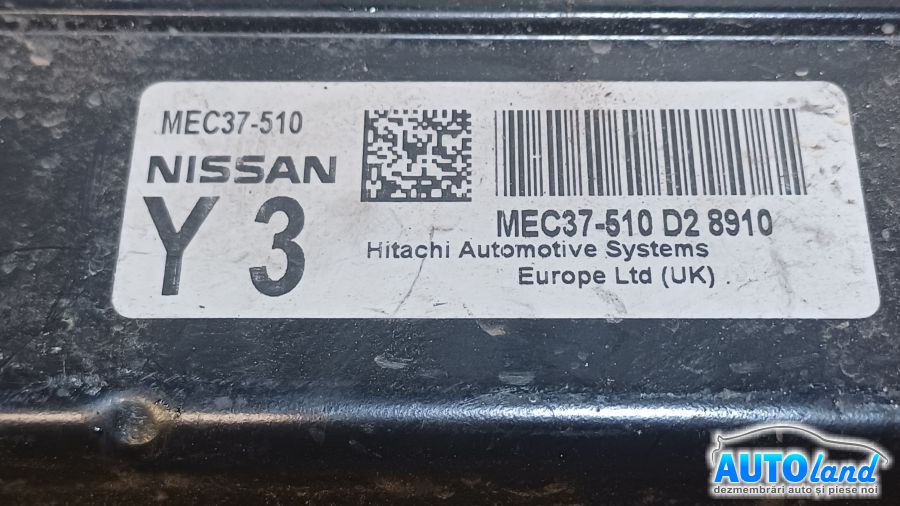 MEC37-510
NISSAN
Y 3
MEC37-510 D2 8910
Hitachi Automotive Systems
Europe Ltd (UK)
AUTOland
dezmembrări auto și piese noi